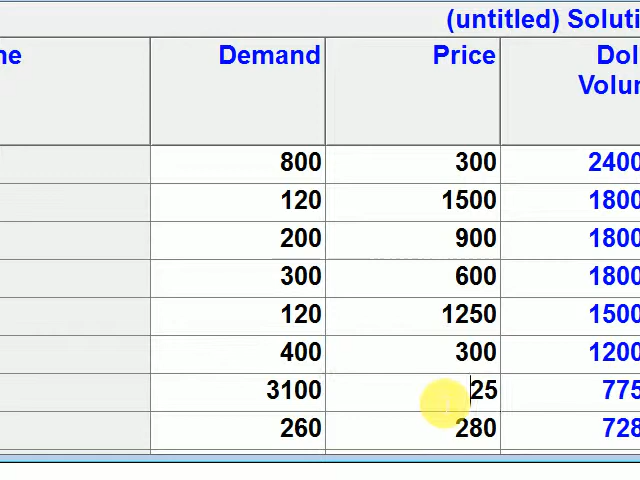 (untitled) Soluti
ne Demand Price Dol
Volur
800 300 2400
120 1500 1800
200 900 1800
300 600 1800
120 1250 1500
400 300 1200
3100 25 775
260 280 728